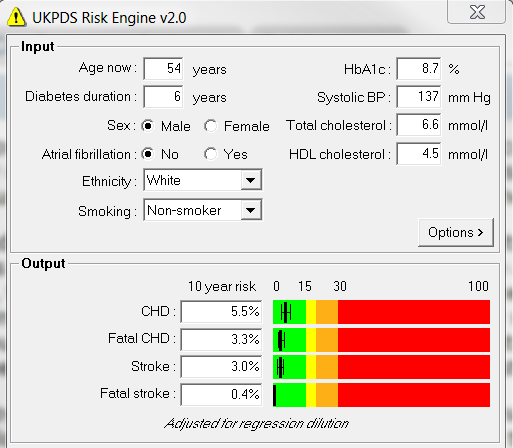 UKPDS Risk Engine v2.0
Input
Age now : 54 years HbA1c : 8.7 %
Diabetes duration : 6 years Systolic BP : 137 mm Hg
Sex : Male Female Total cholesterol : 6.6 mmol/l
Atrial fibrillation : No Yes HDL cholesterol : 4.5 mmol/l
Ethnicity : White
Smoking : Non-smoker
Options >
Output
10 year risk 0 15 30 100
CHD : 5.5%
Fatal CHD : 3.3%
Stroke : 3.0%
Fatal stroke : 0.4%
Adjusted for regression dilution